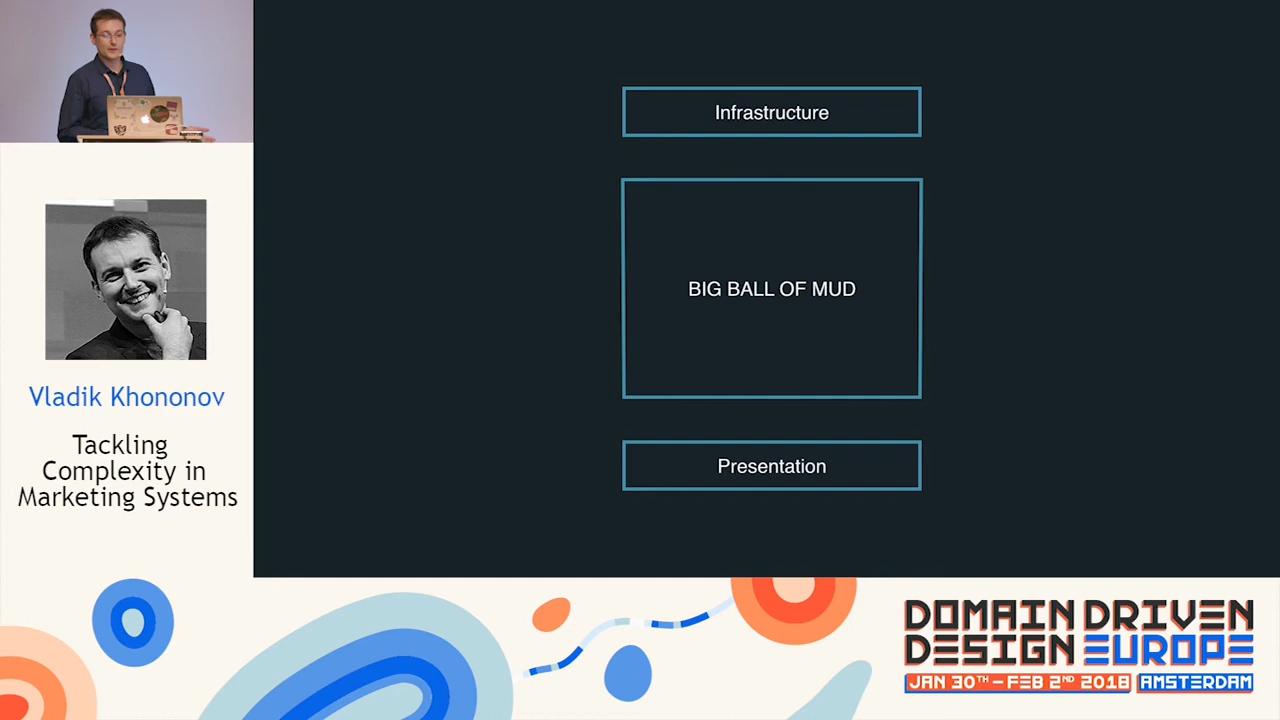 Infrastructure
BIG BALL OF MUD
Presentation
Vladik Khononov
Tackling
Complexity in
Marketing Systems
DOMAIN DRIVEN
DESIGN EUROPE
JAN 30TH - FEB 2ND 2018 AMSTERDAM